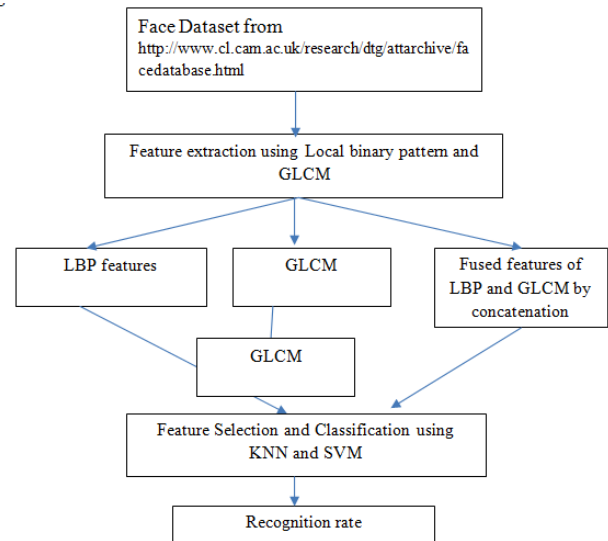 Face Dataset from
http://www.cl.cam.ac.uk/research/dtg/attarchive/fa
cedatabase.html
Feature extraction using Local binary pattern and
GLCM
LBP features
GLCM
Fused features of
LBP and GLCM by
concatenation
GLCM
Feature Selection and Classification using
KNN and SVM
Recognition rate